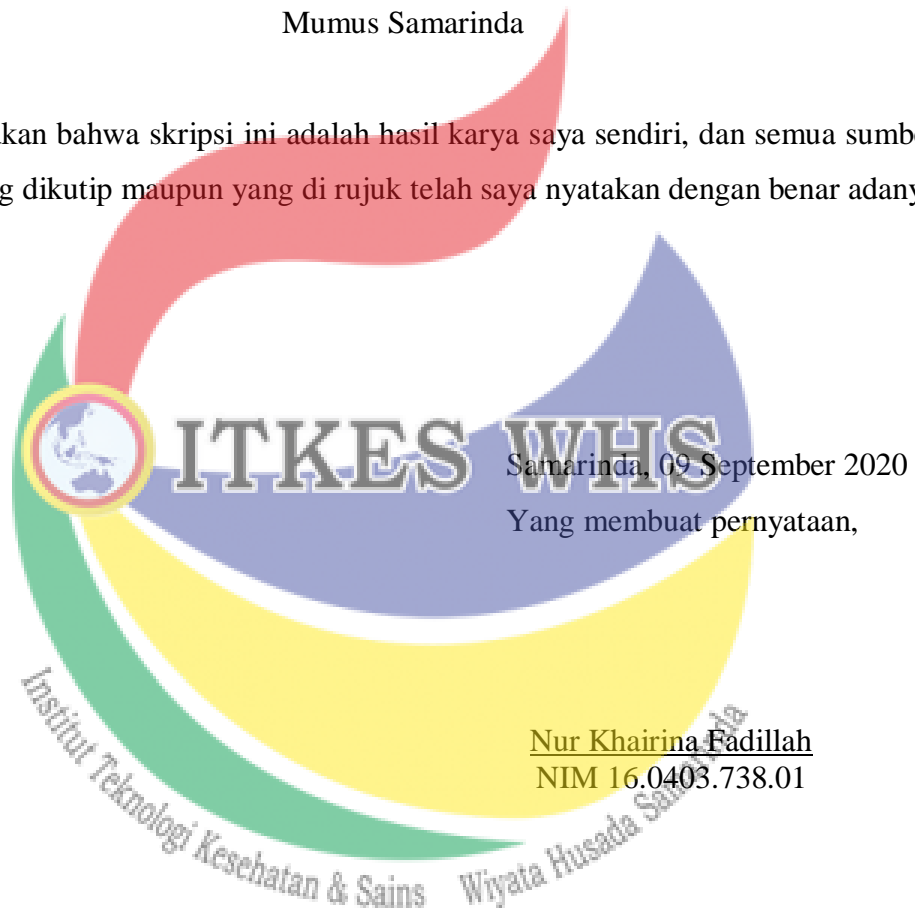 Mumus Samarinda
akan bahwa skripsi ini adalah hasil karya saya sendiri, dan semua sumbe
g dikutip maupun yang di rujuk telah saya nyatakan dengan benar adany
ITKES WHS
Samarinda, 09 September 2020
Yang membuat pernyataan,
Nur Khairina Fadillah
NIM 16.0403.738.01
Institut Teknologi Kesehatan & Sains Wiyata Husada Samarinda